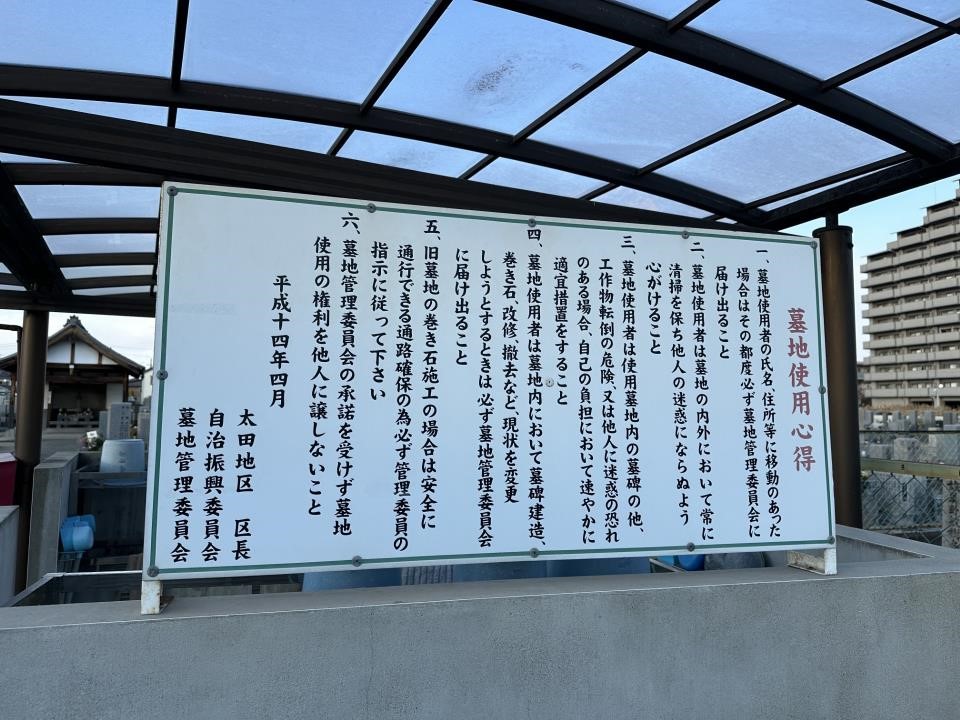 墓地使用心得
一、墓地使用者の氏名、住所等に移動のあった
場合はその都度必ず墓地管理委員会に
届け出ること
二、墓地使用者は墓地の内外において常に
清掃を保ち他人の迷惑にならぬよう
心がけること
三、墓地使用者は使用墓地内の墓碑の他、
工作物転倒の危険、又は他人に迷惑の恐れ
のある場合、自己の負担において速やかに
適宜措置をすること
四、墓地使用者は墓地内において墓碑建造、
巻き石、改修、撤去など、現状を変更
しようとするときは必ず墓地管理委員会
に届け出ること
五、旧墓地の巻き石施工の場合は安全に
通行できる通路確保の為必ず管理委員の
指示に従って下さい
六、墓地管理委員会の承諾を受けず墓地
使用の権利を他人に譲しないこと
平成十四年四月
太田地区 区長
自治振興委員会
墓地管理委員会